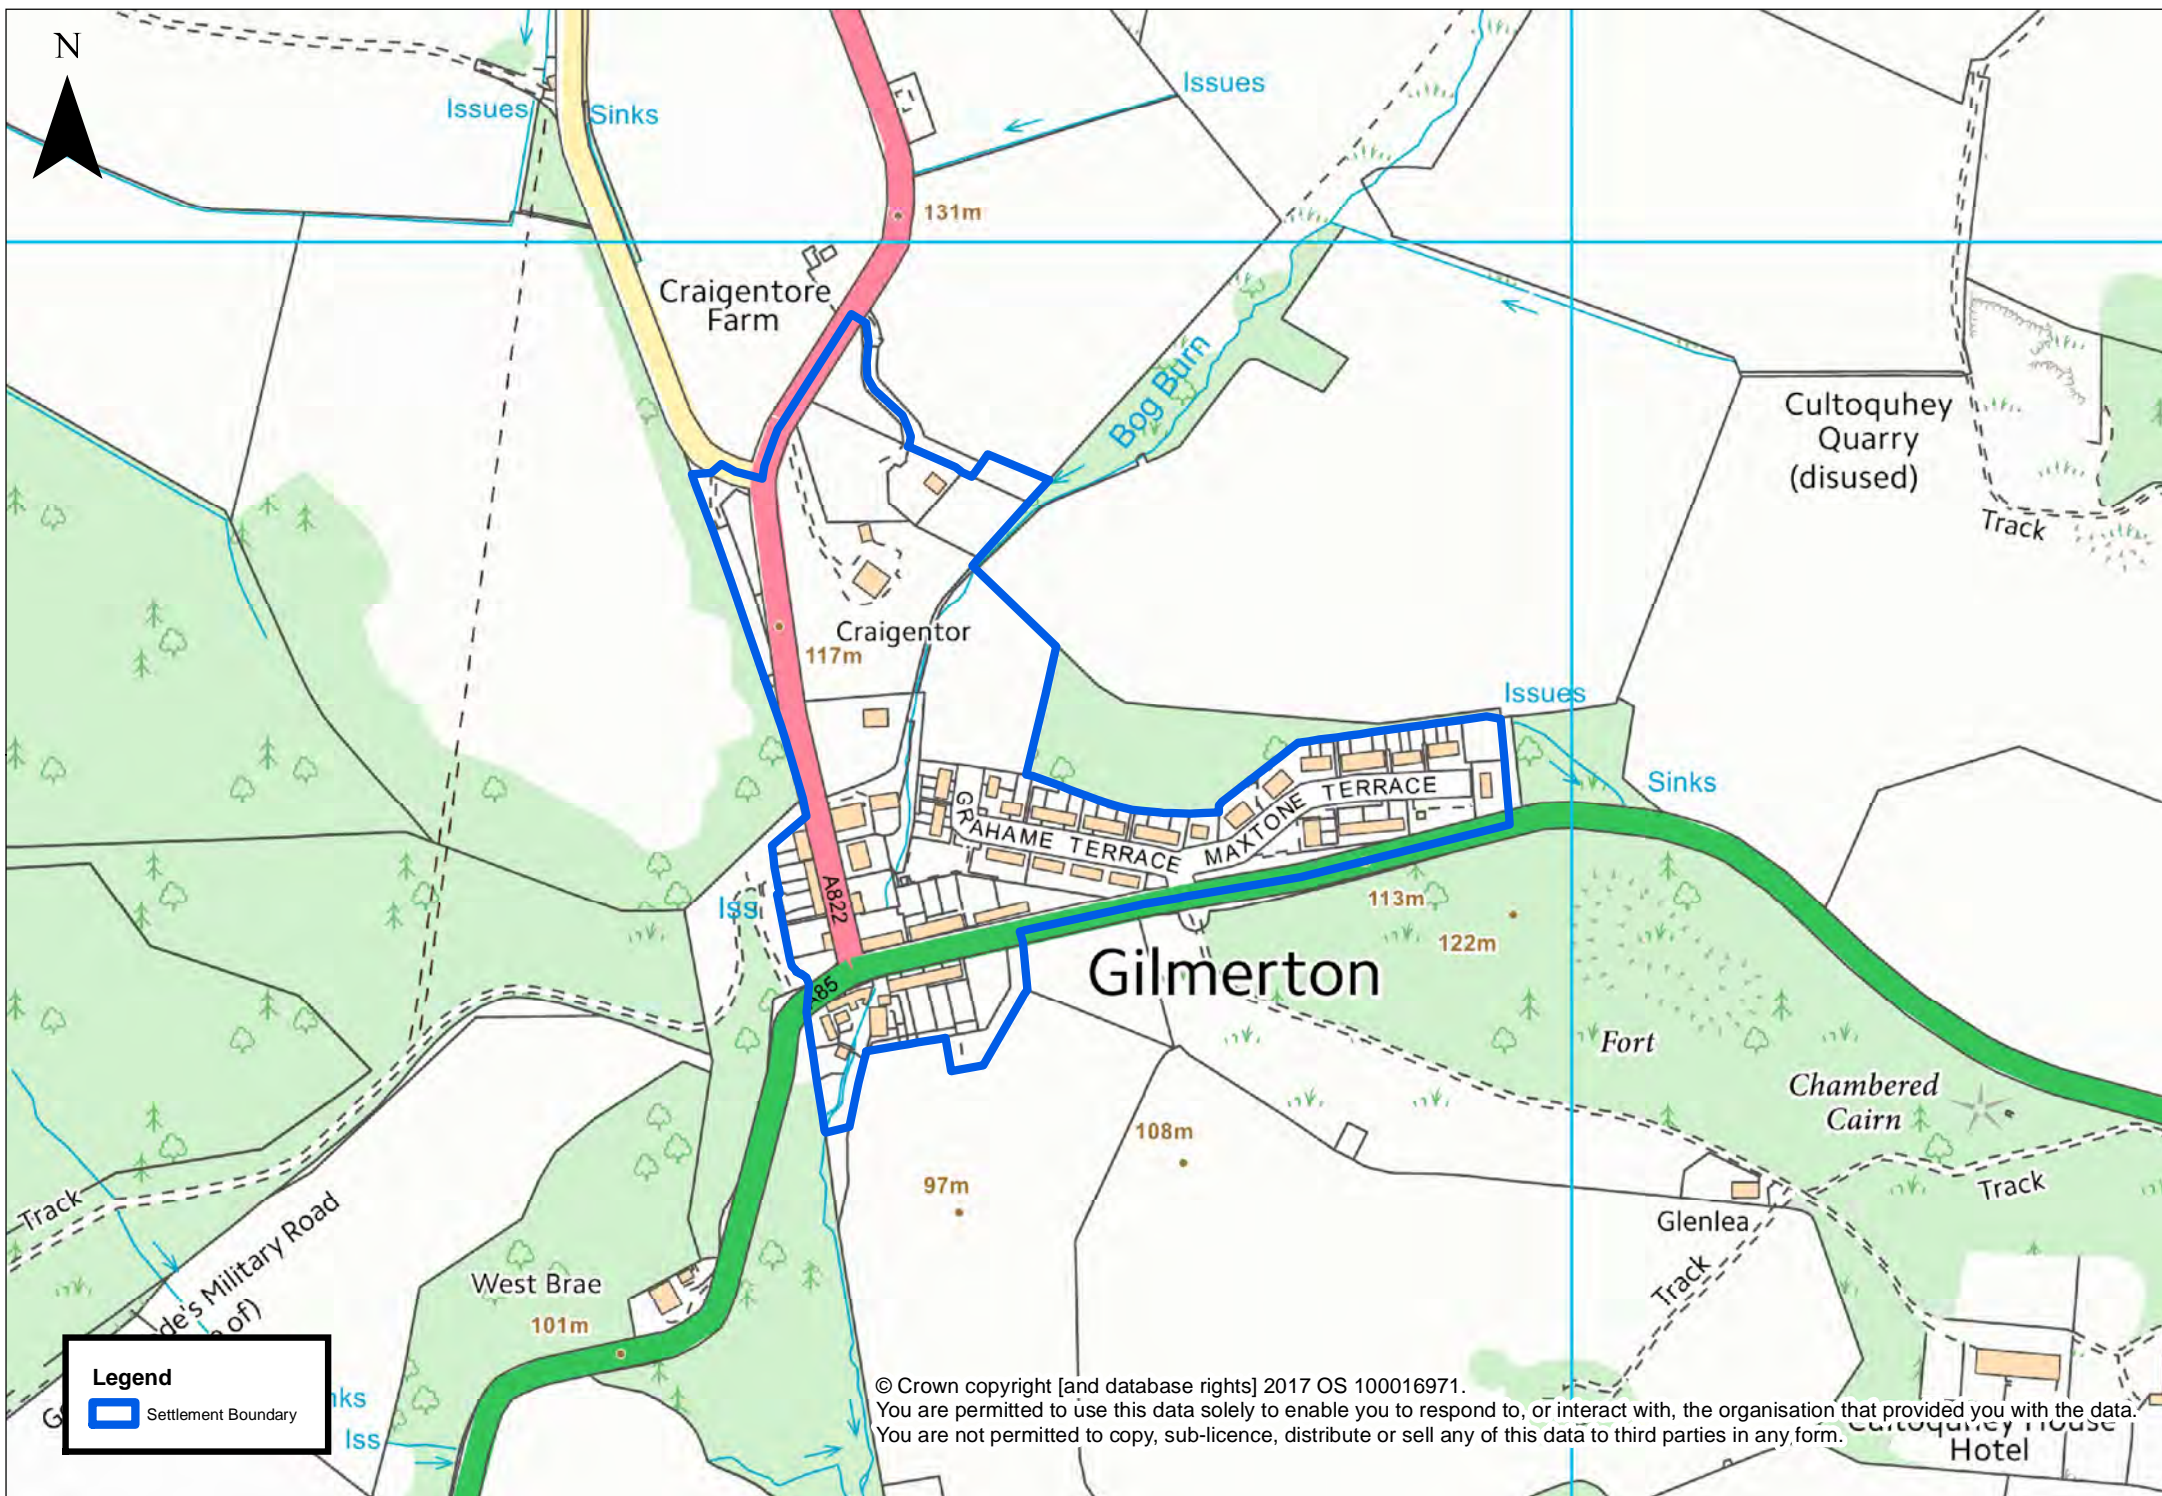 N
Issues
Sinks
Issues
131m
Craigentore
Farm
Bog Burn
Cultoquhey
Quarry
(disused)
Track
Craigentor
117m
Issues
Sinks
GRAHAME TERRACE
MAXTONE TERRACE
A822
Iss
113m
122m
Gilmerton
A85
Fort
Chambered
Cairn
108m
97m
Track
Glenlea
Track
Track
West Brae
101m
de's Military Road
of)
Legend
Settlement Boundary
nks
Iss
© Crown copyright [and database rights] 2017 OS 100016971.
You are permitted to use this data solely to enable you to respond to, or interact with, the organisation that provided you with the data.
You are not permitted to copy, sub-licence, distribute or sell any of this data to third parties in any form.
Cultoquhey House
Hotel